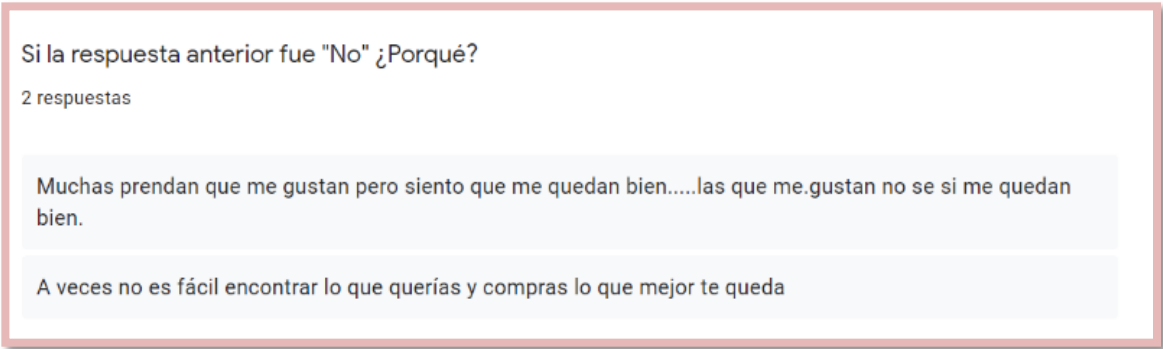 Si la respuesta anterior fue "No" ¿Porqué?
2 respuestas
Muchas prendan que me gustan pero siento que me quedan bien.....las que me.gustan no se si me quedan
bien.
A veces no es fácil encontrar lo que querías y compras lo que mejor te queda